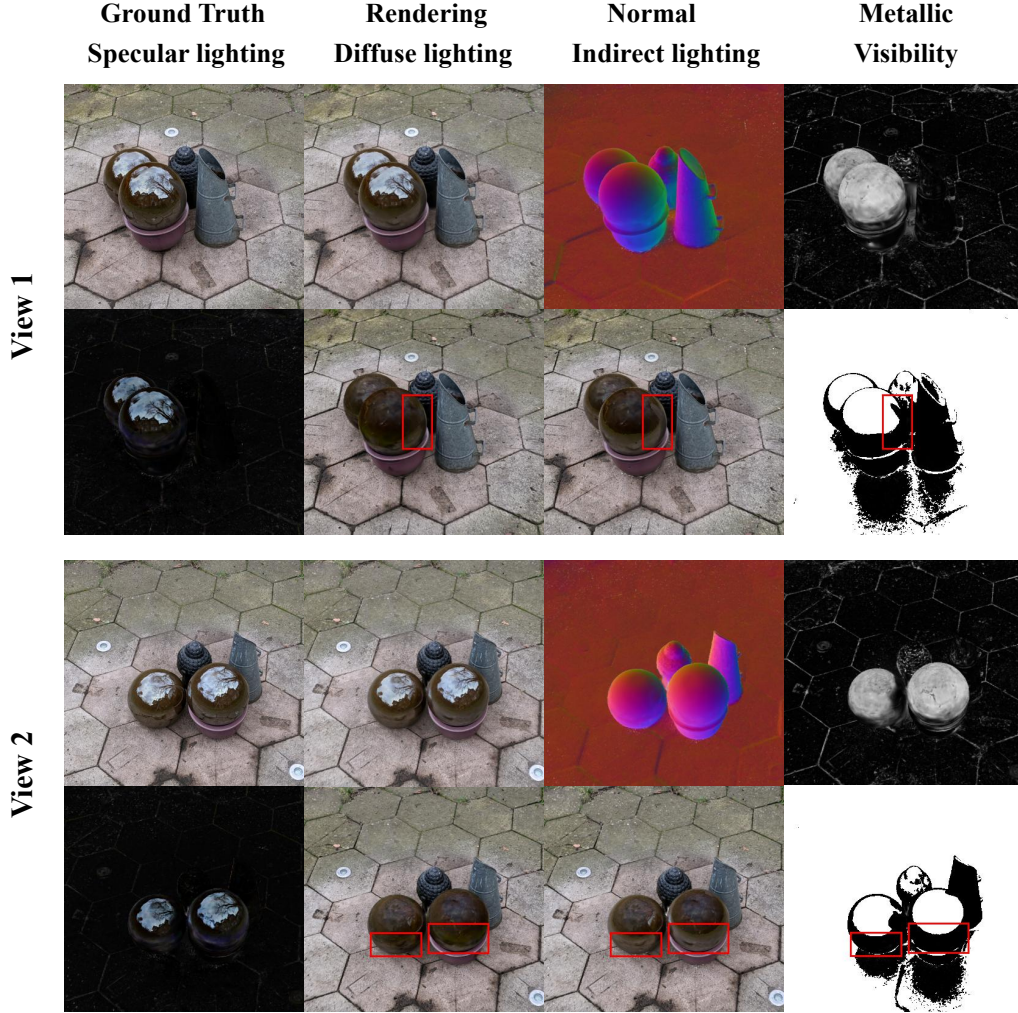 Ground Truth Rendering Normal Metallic
Specular lighting Diffuse lighting Indirect lighting Visibility
View 1
View 2